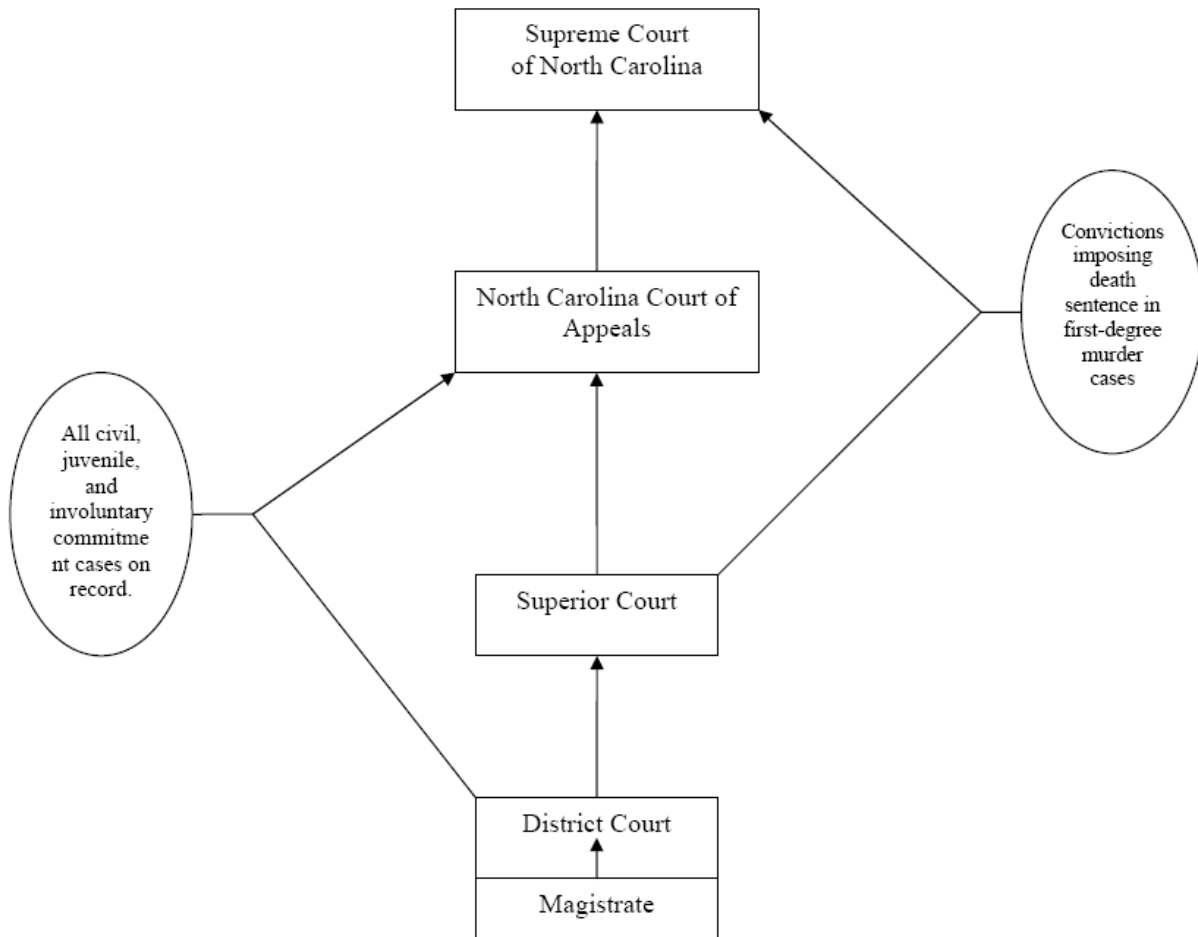 Supreme Court
of North Carolina
Convictions
imposing
death
sentence in
first-degree
murder
cases
North Carolina Court of
Appeals
All civil,
juvenile,
and
involuntary
commitme
nt cases on
record.
Superior Court
District Court
Magistrate